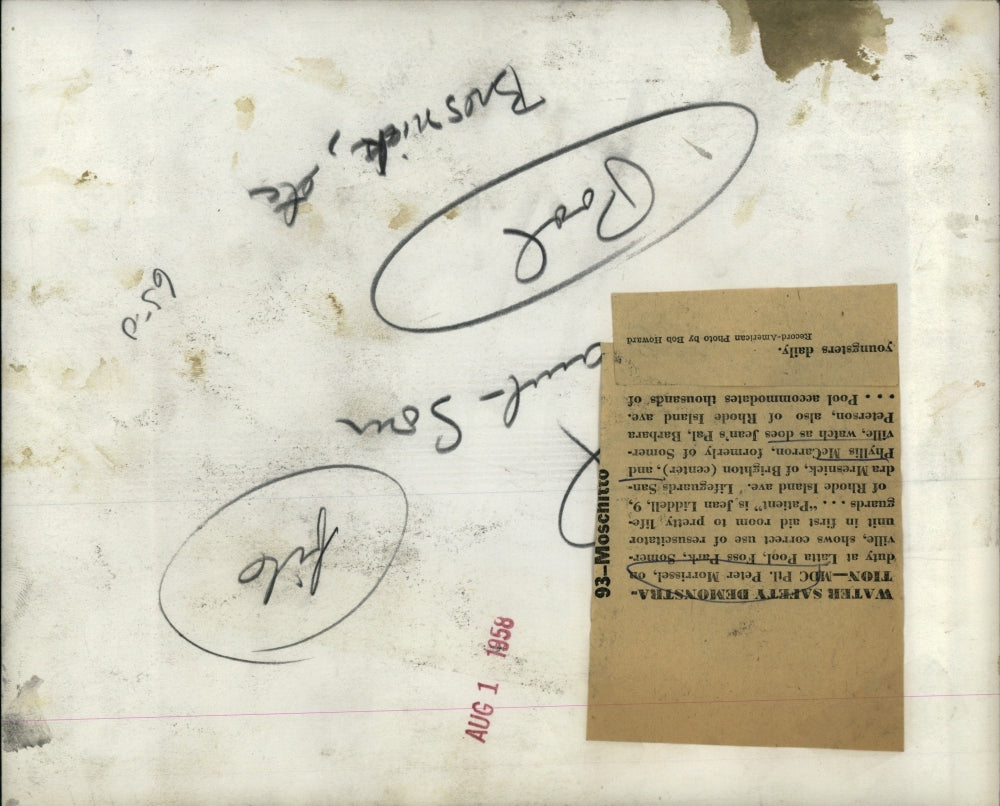 WATER SAFETY DEMONSTRA-
TION—MDC Ptl. Peter Morrissel, on
duty at Latta Pool, Foss Park, Somer-
ville, shows correct use of resuscitator
unit in first aid room to pretty life-
guards . . . "Patient" is Jean Liddell, 9,
of Rhode Island ave. Lifeguards San-
dra Mresnick, of Brighton (center), and
Phyllis McCarron, formerly of Somer-
ville, watch as does Jean's Pal, Barbara
Peterson, also of Rhode Island ave.
. . . Pool accommodates thousands of
youngsters daily.
Record-American Photo by Bob Howard
93—Moschitto
AUG 1 1958
Pool
file